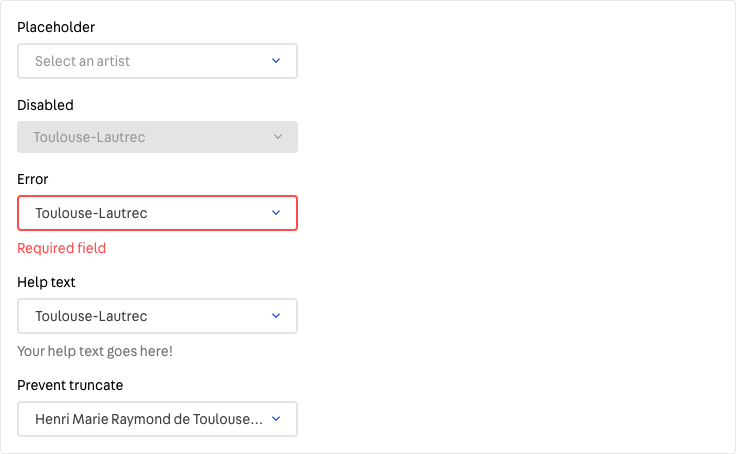 Placeholder
Select an artist
Disabled
Toulouse-Lautrec
Error
Toulouse-Lautrec
Required field
Help text
Toulouse-Lautrec
Your help text goes here!
Prevent truncate
Henri Marie Raymond de Toulouse...